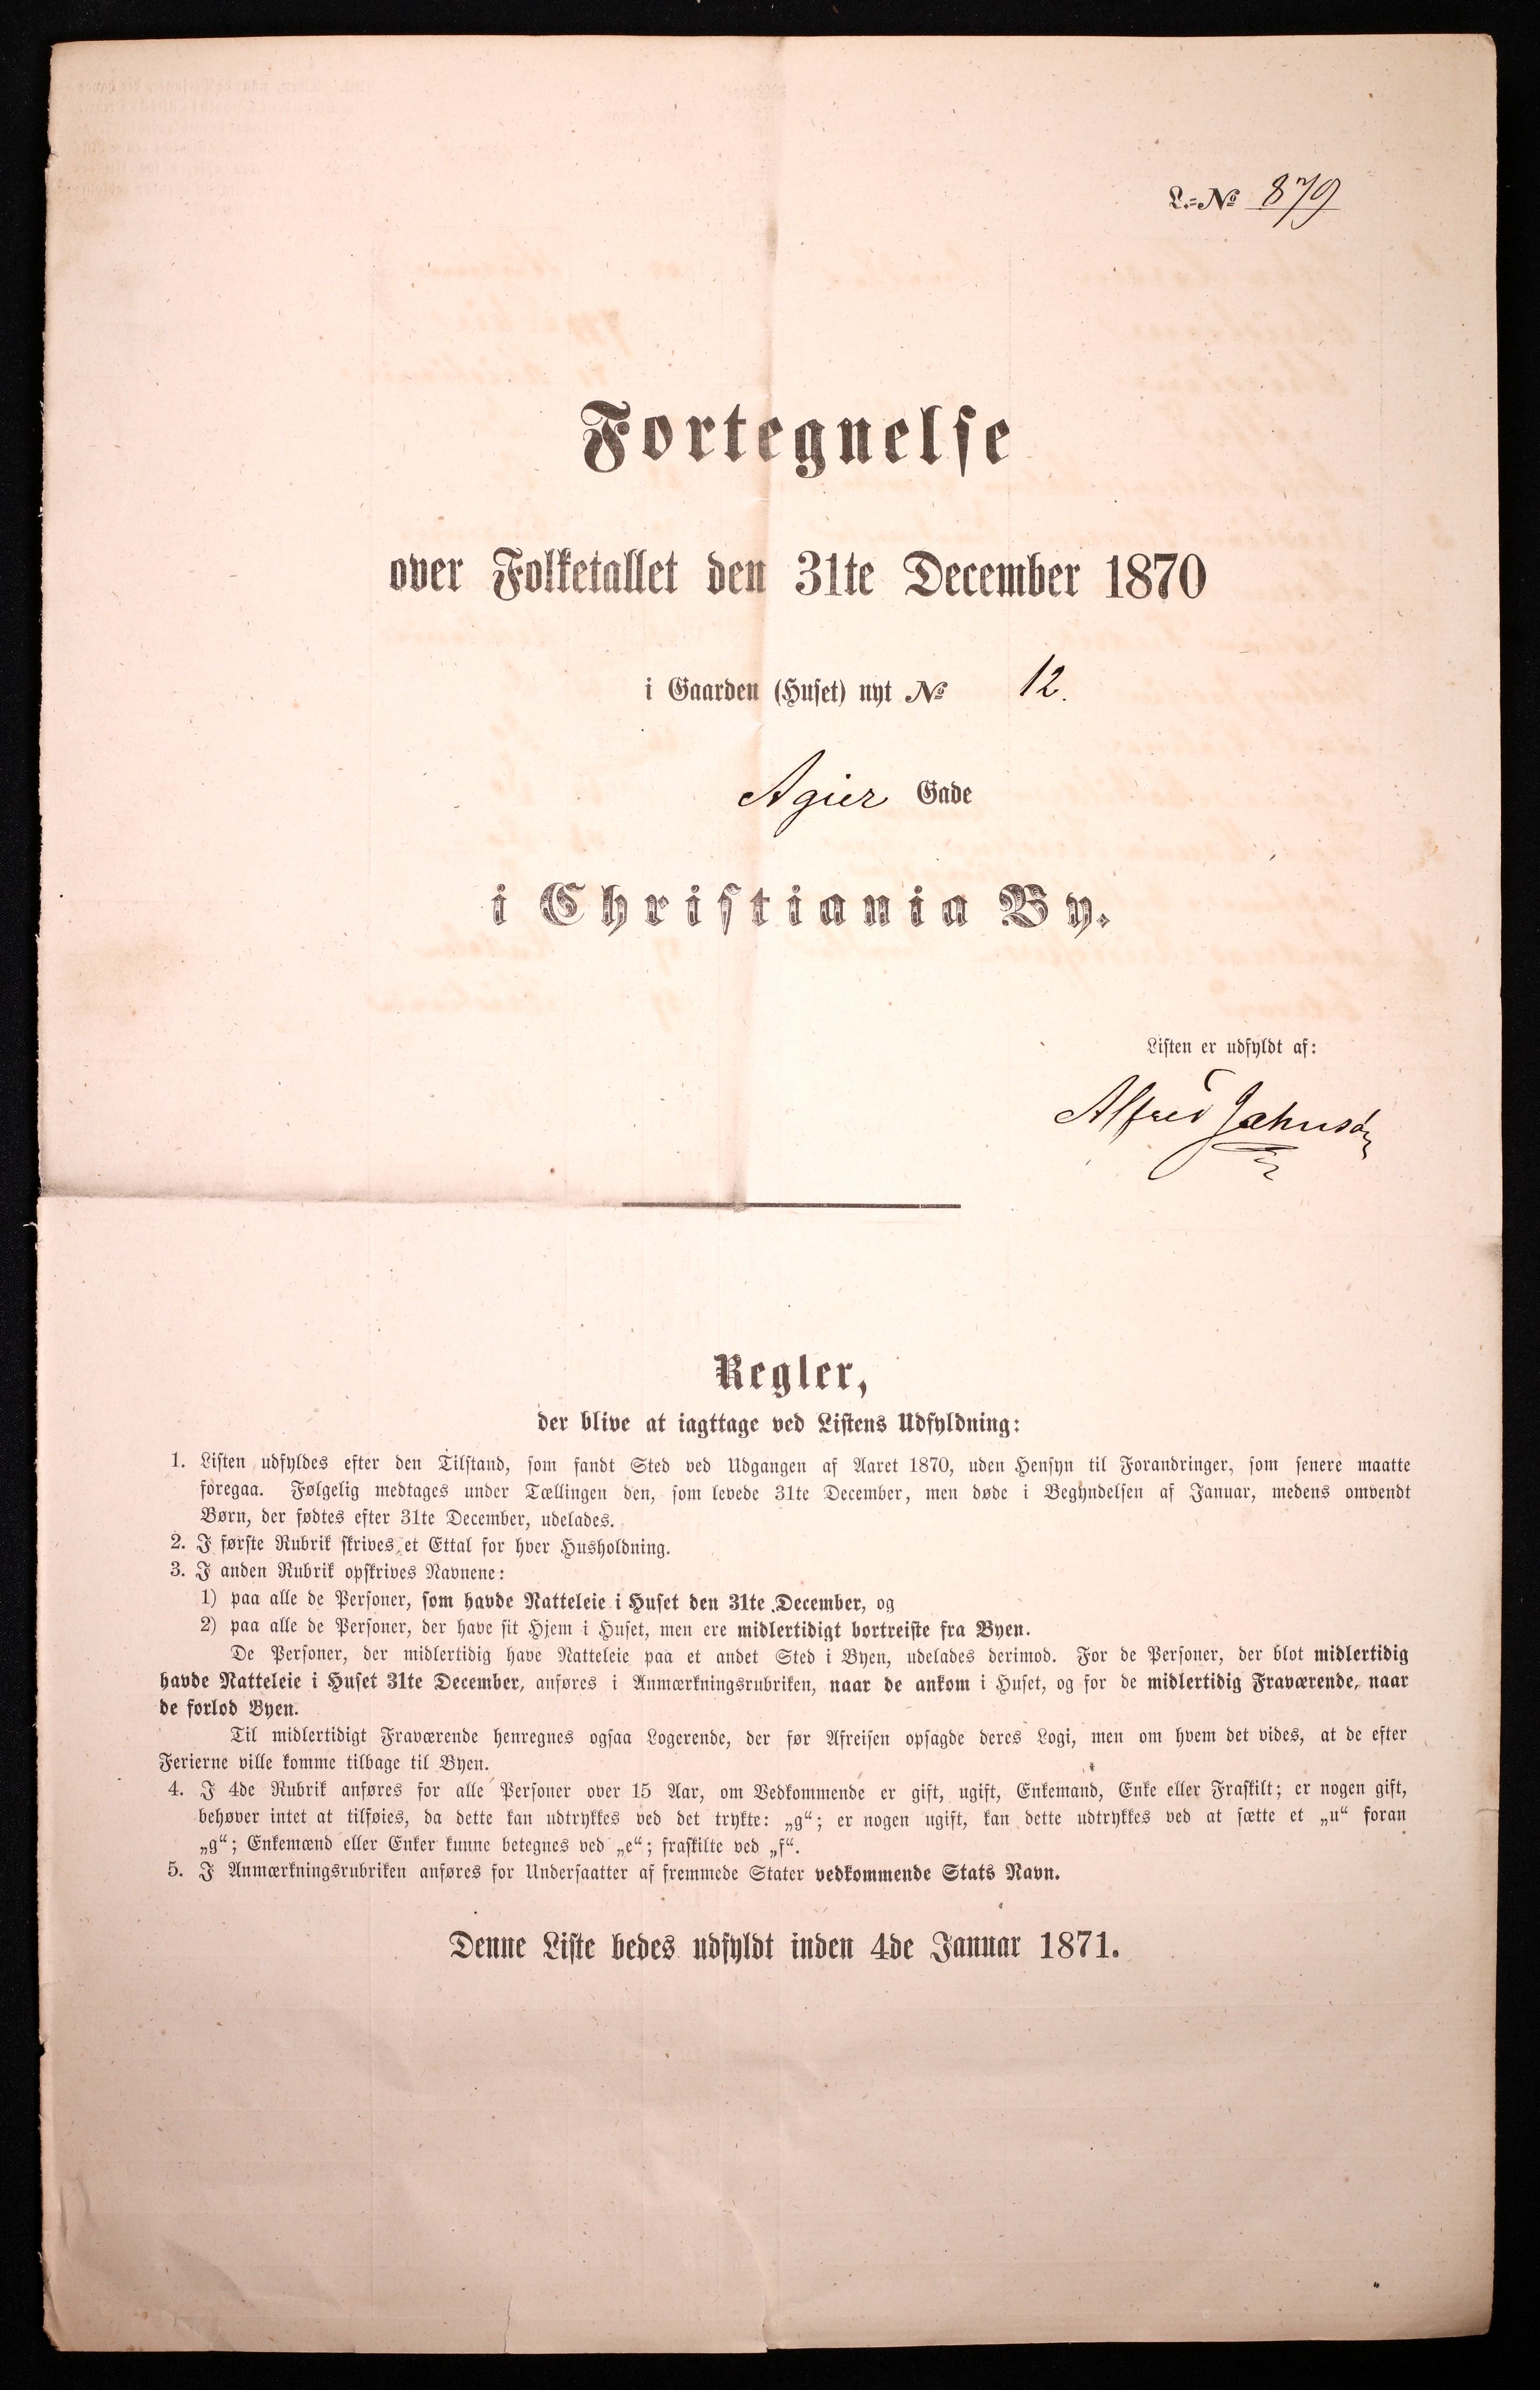 L.=№ 879
Fortegnelse
over Folketallet den 31te December 1870
i Gaarden (Huset) nyt № 12.
Agier Gade
i Christiania By.
Listen er udfyldt af:
Alfred Jahnsön
Regler,
der blive at iagttage ved Listens Udfyldning:
1. Listen udfyldes efter den Tilstand, som fandt Sted ved Udgangen af Aaret 1870, uden Hensyn til Forandringer, som senere maatte
foregaa. Følgelig medtages under Tællingen den, som levede 31te December, men døde i Begyndelsen af Januar, medens omvendt
Børn, der fødtes efter 31te December, udelades.
2. I første Rubrik skrives et Ettal for hver Husholdning.
3. I anden Rubrik opskrives Navnene:
1) paa alle de Personer, som havde Natteleie i Huset den 31te December, og
2) paa alle de Personer, der have sit Hjem i Huset, men ere midlertidigt bortreiste fra Byen.
De Personer, der midlertidig have Natteleie paa et andet Sted i Byen, udelades derimod. For de Personer, der blot midlertidig
havde Natteleie i Huset 31te December, anføres i Anmærkningsrubriken, naar de ankom i Huset, og for de midlertidig Fraværende, naar
de forlod Byen.
Til midlertidigt Fraværende henregnes ogsaa Logerende, der før Afreisen opsagde deres Logi, men om hvem det vides, at de efter
Ferierne ville komme tilbage til Byen.
4. I 4de Rubrik anføres for alle Personer over 15 Aar, om Vedkommende er gift, ugift, Enkemand, Enke eller Fraskilt; er nogen gift,
behøver intet at tilføies, da dette kan udtrykkes ved det trykte: „g“; er nogen ugift, kan dette udtrykkes ved at sætte et „u“ foran
„g“; Enkemænd eller Enker kunne betegnes ved „e“; fraskilte ved „f“.
5. I Anmærkningsrubriken anføres for Undersaatter af fremmede Stater vedkommende Stats Navn.
Denne Liste bedes udfyldt inden 4de Januar 1871.